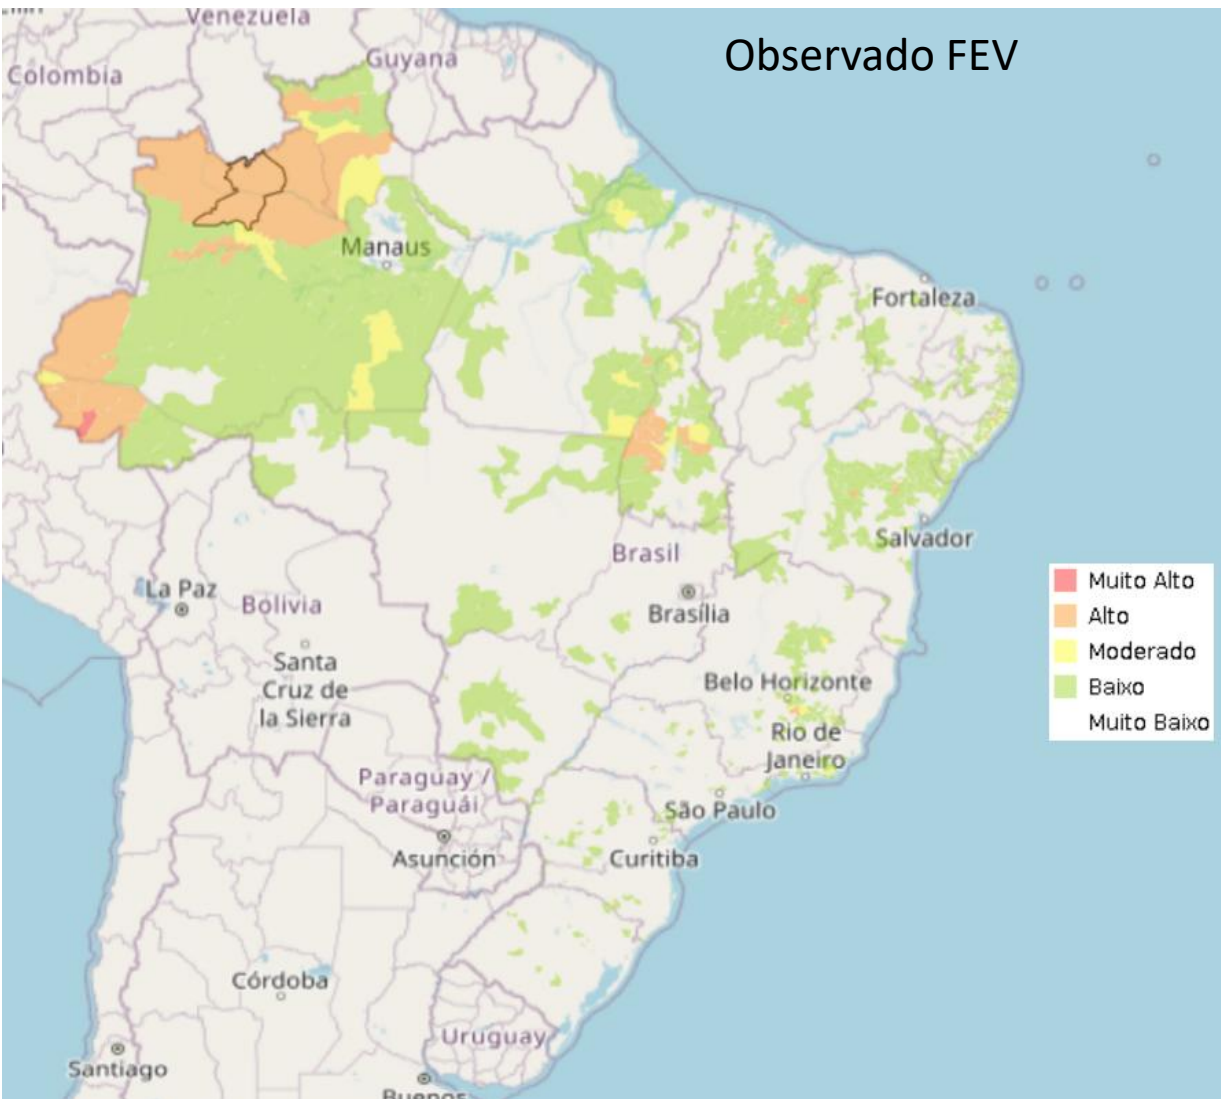 Observado FEV
Venezuela
Guyana
Colombia
Manaus
Fortaleza
Salvador
Brasil
Brasília
La Paz
Bolivia
Santa
Cruz de
la Sierra
Belo Horizonte
Rio de
Janeiro
Paraguay /
Paraguái
São Paulo
Asunción
Curitiba
Córdoba
Uruguay
Santiago
Buenos
Muito Alto
Alto
Moderado
Baixo
Muito Baixo